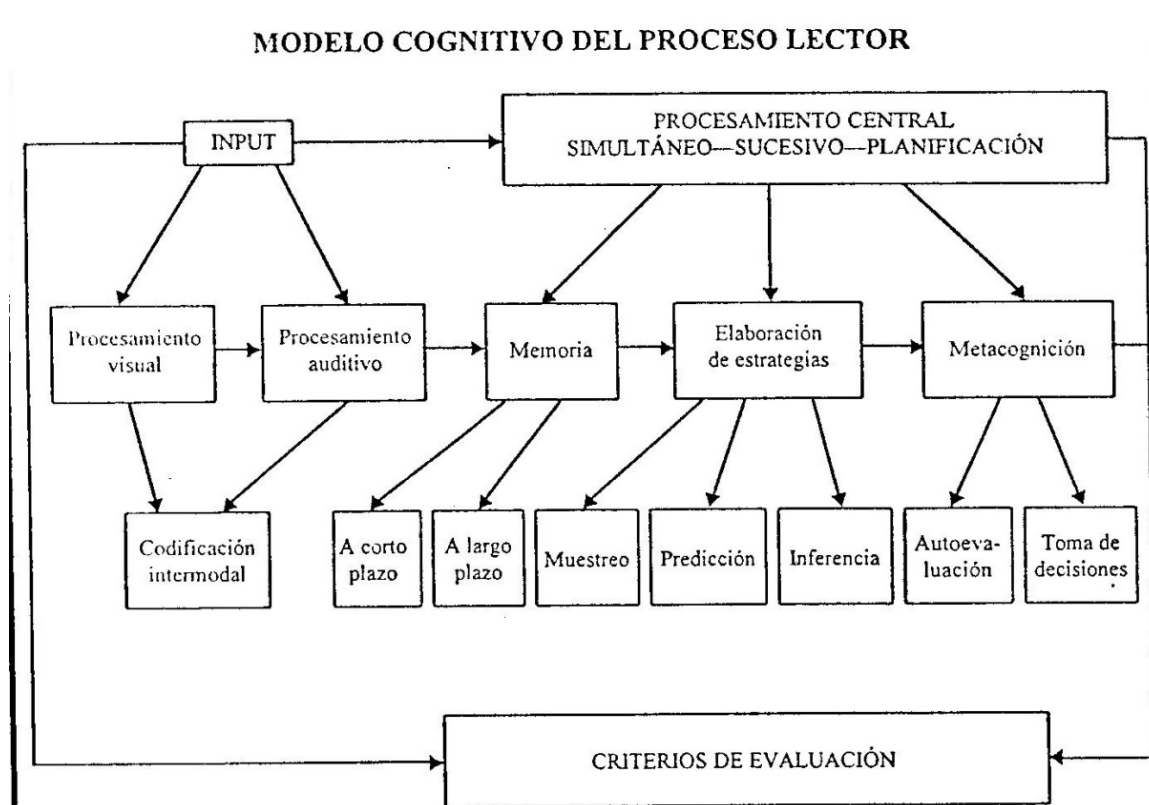 MODELO COGNITIVO DEL PROCESO LECTOR
INPUT
PROCESAMIENTO CENTRAL
SIMULTÁNEO—SUCESIVO—PLANIFICACIÓN
Procesamiento
visual
Procesamiento
auditivo
Memoria
Elaboración
de estrategias
Metacognición
Codificación
intermodal
A corto
plazo
A largo
plazo
Muestreo
Predicción
Inferencia
Autoeva-
luación
Toma de
decisiones
CRITERIOS DE EVALUACIÓN